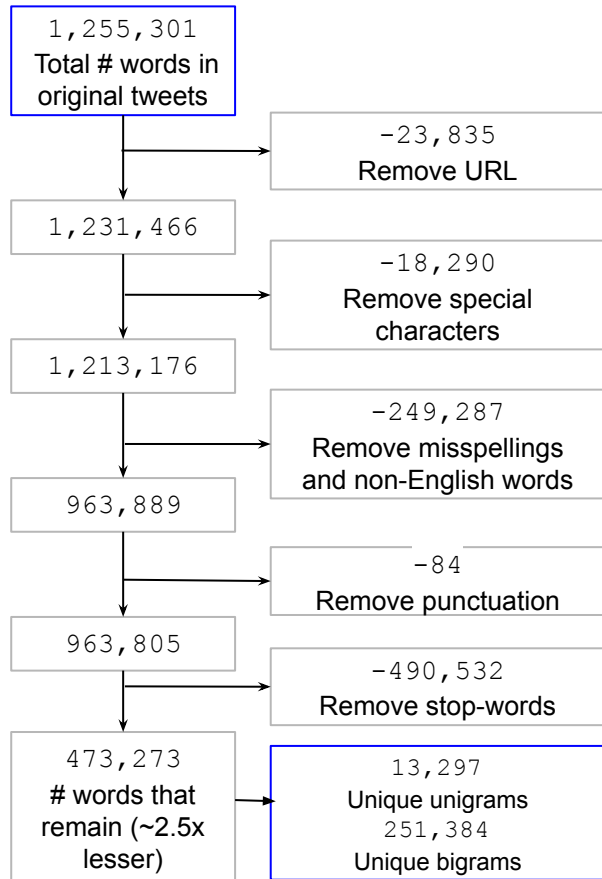 1,255,301
Total # words in
original tweets
-23,835
Remove URL
1,231,466
-18,290
Remove special
characters
1,213,176
-249,287
Remove misspellings
and non-English words
963,889
-84
Remove punctuation
963,805
-490,532
Remove stop-words
473,273
# words that
remain (~2.5x
lesser)
13,297
Unique unigrams
251,384
Unique bigrams